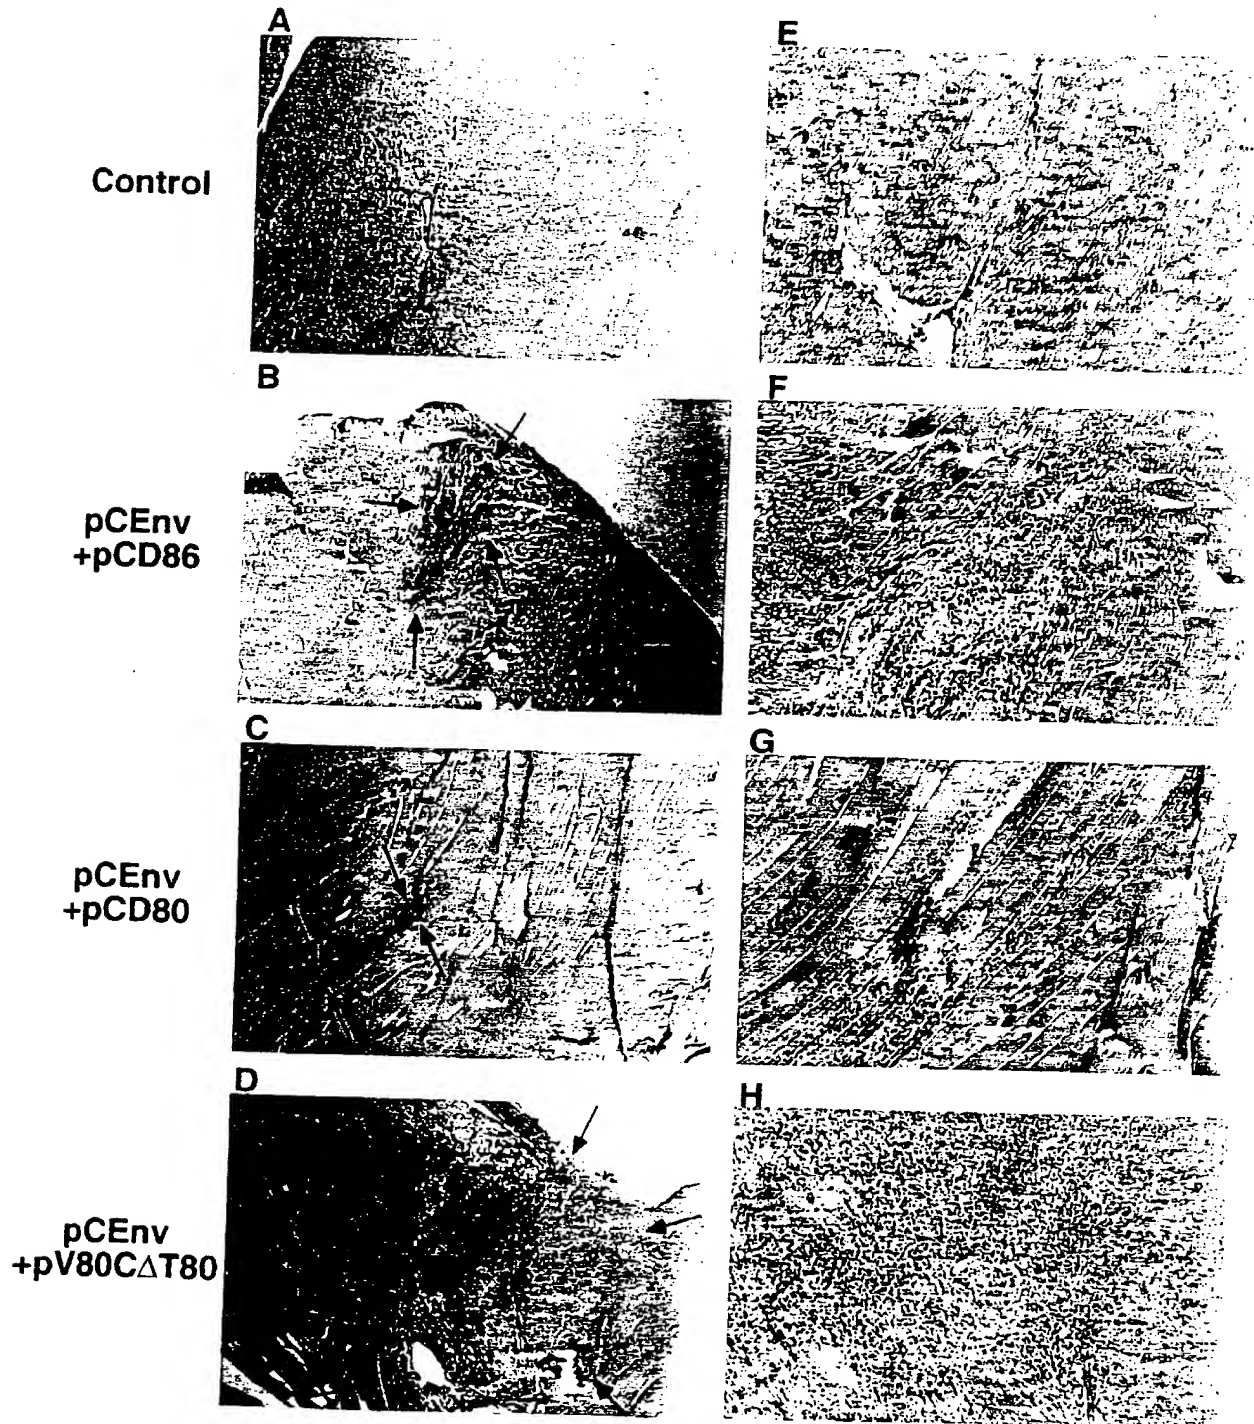 A
E
Control
B
F
pCEnv
+pCD86
C
G
pCEnv
+pCD80
D
H
pCEnv
+pV80CΔT80